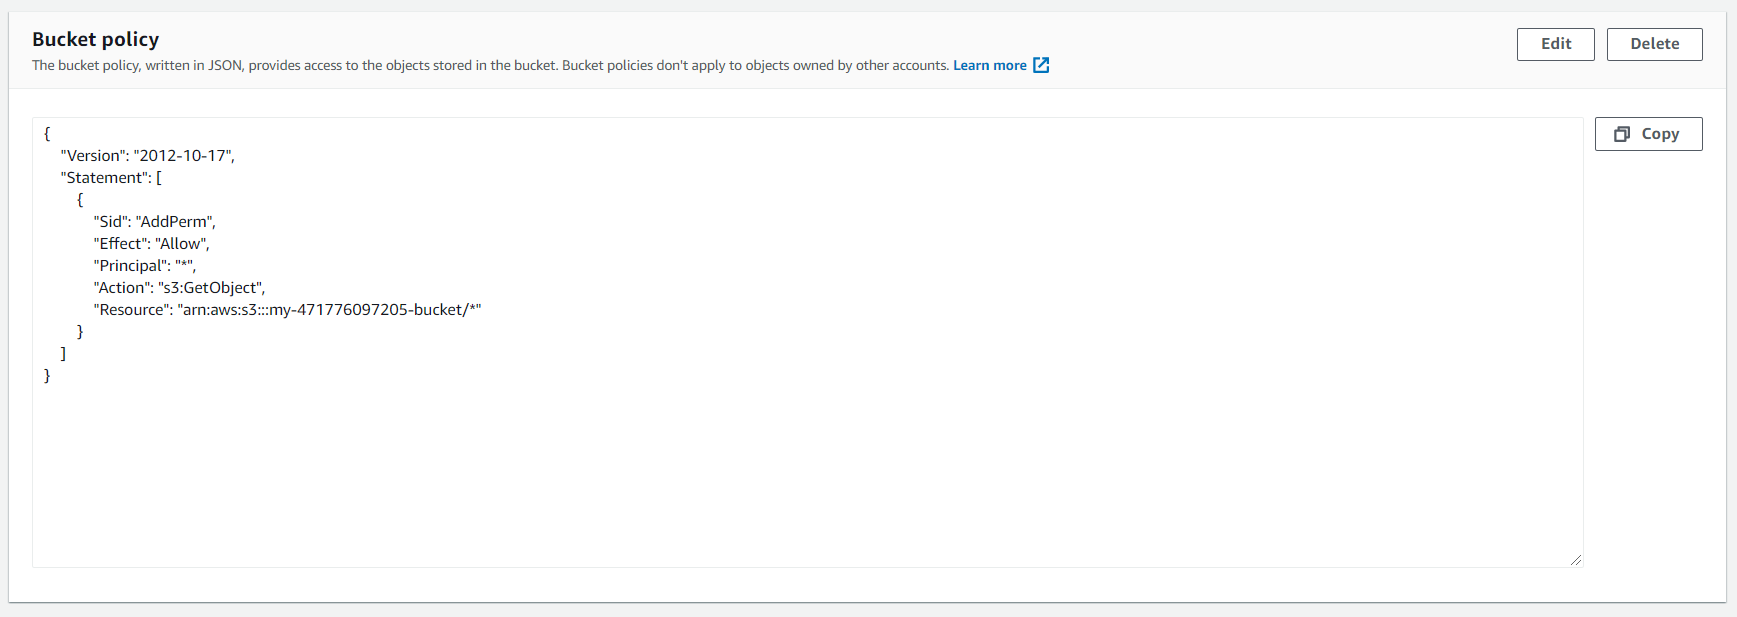 Bucket policy
The bucket policy, written in JSON, provides access to the objects stored in the bucket. Bucket policies don't apply to objects owned by other accounts. Learn more
Edit
Delete
Copy
{
"Version": "2012-10-17",
"Statement": [
{
"Sid": "AddPerm",
"Effect": "Allow",
"Principal": "*",
"Action": "s3:GetObject",
"Resource": "arn:aws:s3:::my-471776097205-bucket/*"
}
]
}